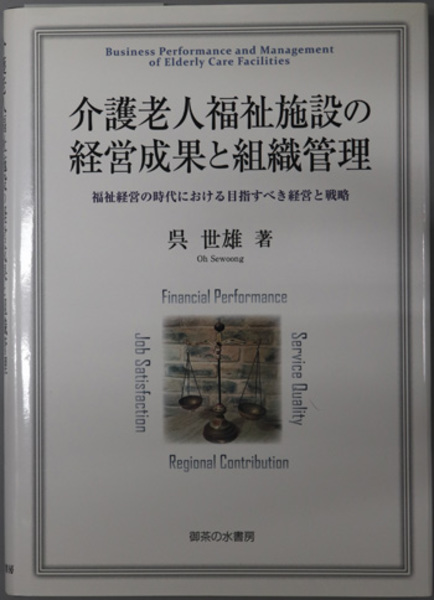 Business Performance and Management
of Elderly Care Facilities
介護老人福祉施設の
経営成果と組織管理
福祉経営の時代における目指すべき経営と戦略
呉 世雄 著
Oh Sewoong
Financial Performance
Job Satisfaction
Service Quality
Regional Contribution
御茶の水書房